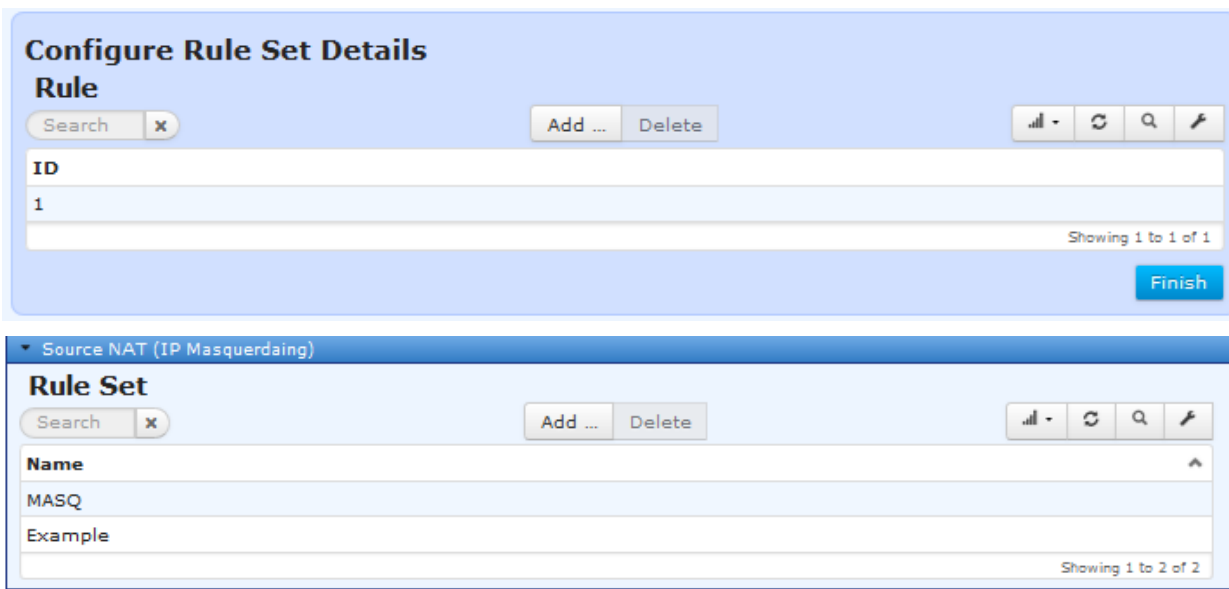 Configure Rule Set Details
Rule
Search Add ... Delete
ID
1
Showing 1 to 1 of 1
Finish
Source NAT (IP Masquerdaing)
Rule Set
Search Add ... Delete
Name
MASQ
Example
Showing 1 to 2 of 2